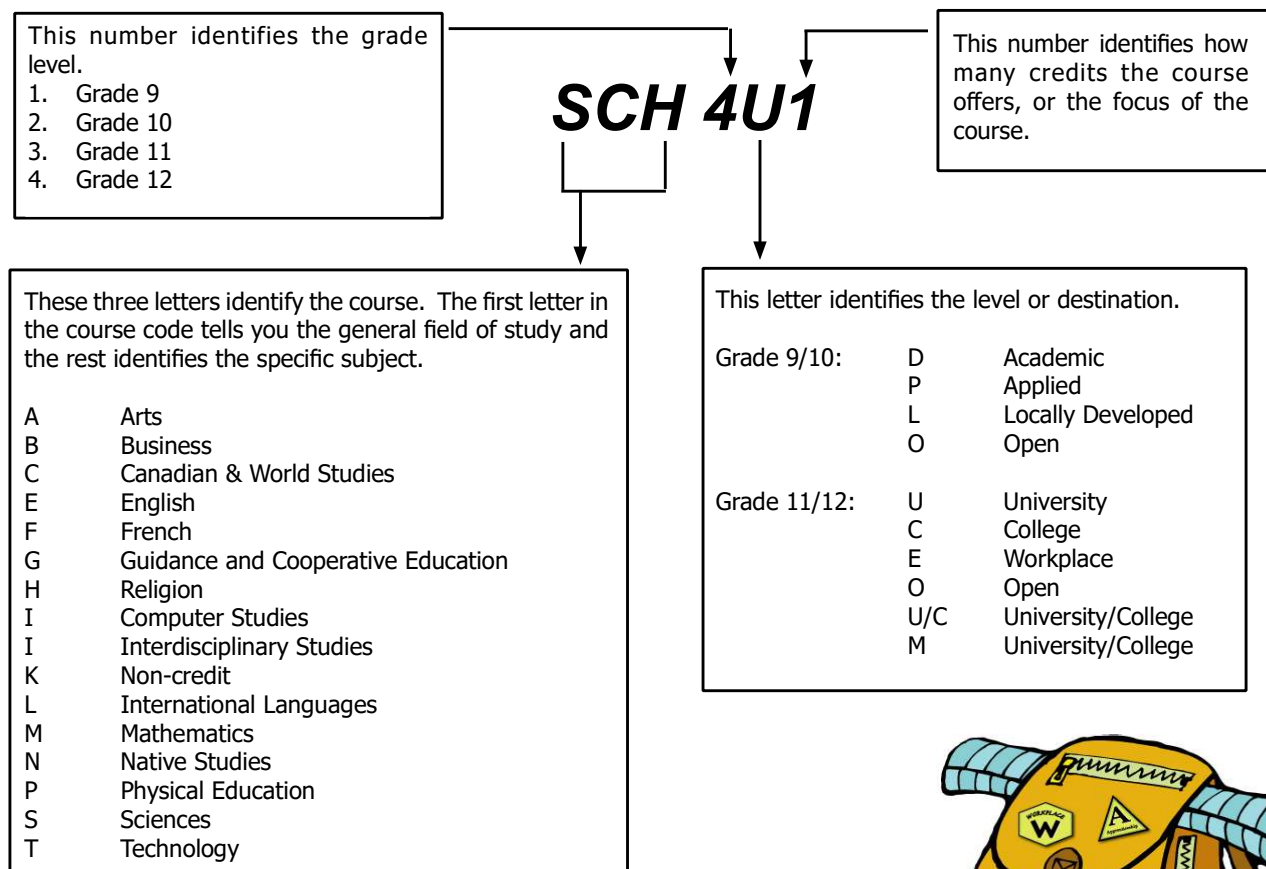 This number identifies the grade
level.
1. Grade 9
2. Grade 10
3. Grade 11
4. Grade 12
SCH 4U1
This number identifies how
many credits the course
offers, or the focus of the
course.
These three letters identify the course. The first letter in
the course code tells you the general field of study and
the rest identifies the specific subject.
A Arts
B Business
C Canadian & World Studies
E English
F French
G Guidance and Cooperative Education
H Religion
I Computer Studies
I Interdisciplinary Studies
K Non-credit
L International Languages
M Mathematics
N Native Studies
P Physical Education
S Sciences
T Technology
This letter identifies the level or destination.
Grade 9/10: D Academic
P Applied
L Locally Developed
O Open
Grade 11/12: U University
C College
E Workplace
O Open
U/C University/College
M University/College
WORKPLACE
W
A
Apprenticeship